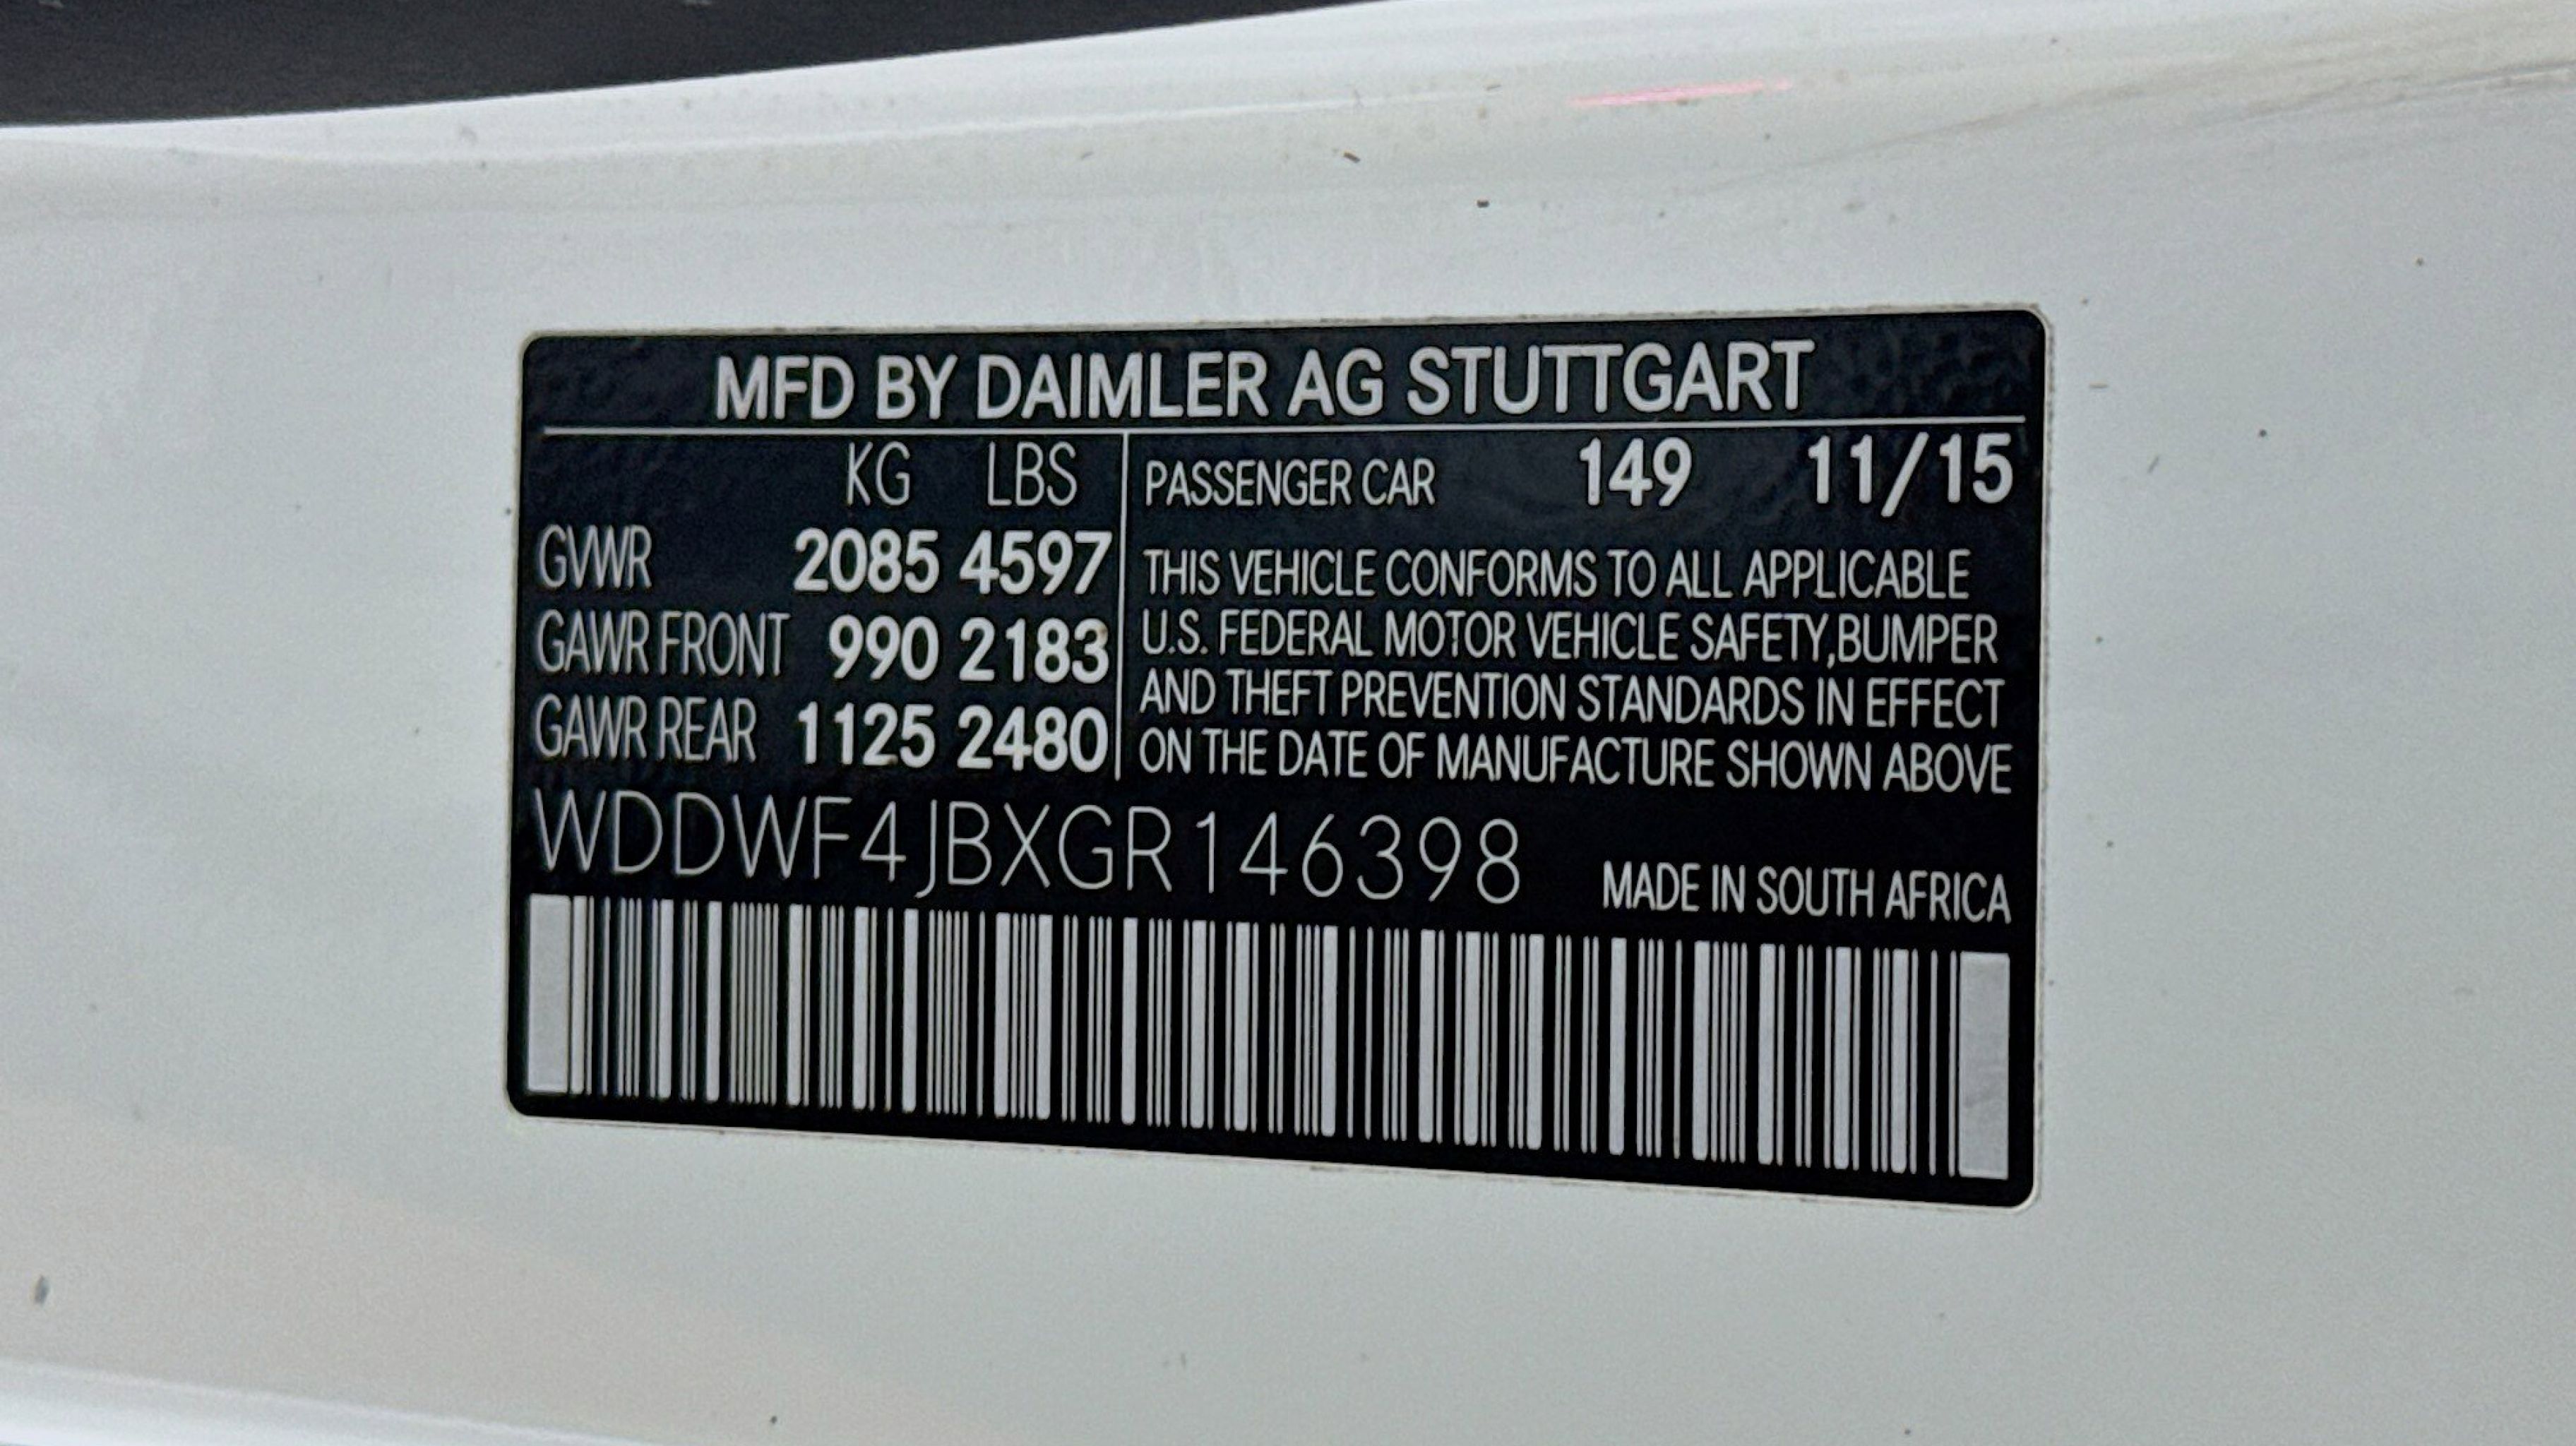 MFD BY DAIMLER AG STUTTGART
KG LBS
GVWR 2085 4597
GAWR FRONT 990 2183
GAWR REAR 1125 2480
PASSENGER CAR 149 11/15
THIS VEHICLE CONFORMS TO ALL APPLICABLE
U.S. FEDERAL MOTOR VEHICLE SAFETY,BUMPER
AND THEFT PREVENTION STANDARDS IN EFFECT
ON THE DATE OF MANUFACTURE SHOWN ABOVE
WDDWF4JBXGR146398
MADE IN SOUTH AFRICA